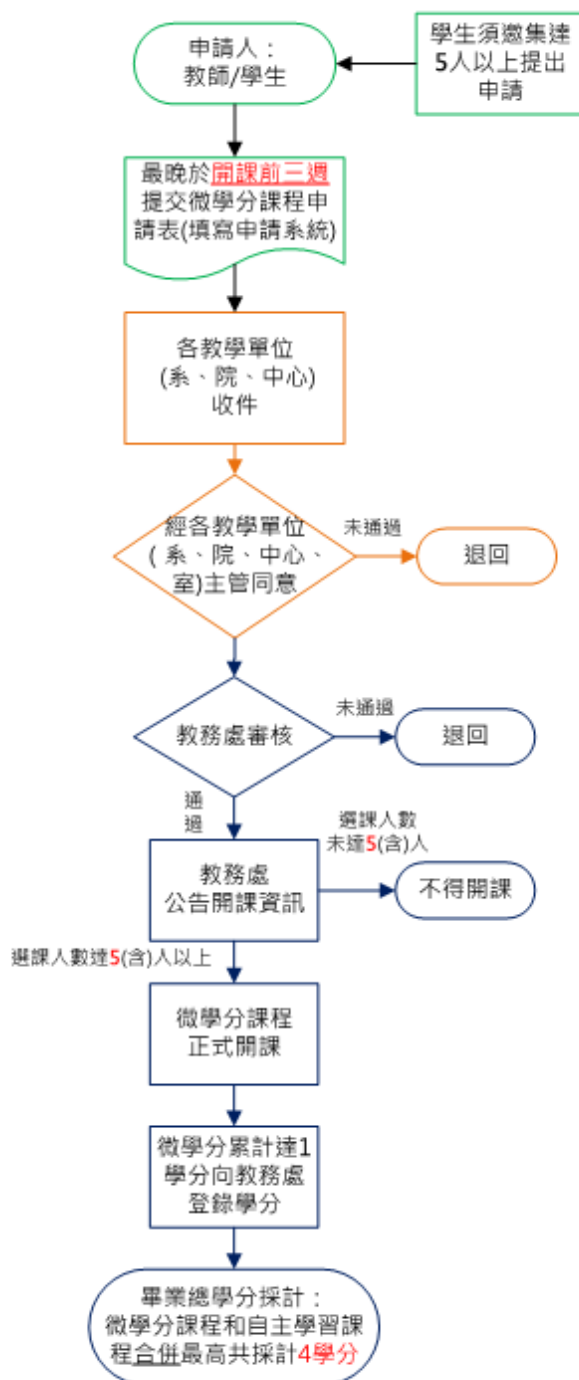 申請人：
教師/學生
學生須邀集達
5人以上提出
申請
最晚於開課前三週
提交微學分課程申
請表(填寫申請系統)
各教學單位
(系、院、中心)
收件
經各教學單位
( 系、院、中心、
室)主管同意
未通過
退回
教務處審核
未通過
退回
通
過
選課人數
未達5(含)人
教務處
公告開課資訊
不得開課
選課人數達5(含)人以上
微學分課程
正式開課
微學分累計達1
學分向教務處
登錄學分
畢業總學分採計：
微學分課程和自主學習課
程合併最高共採計4學分